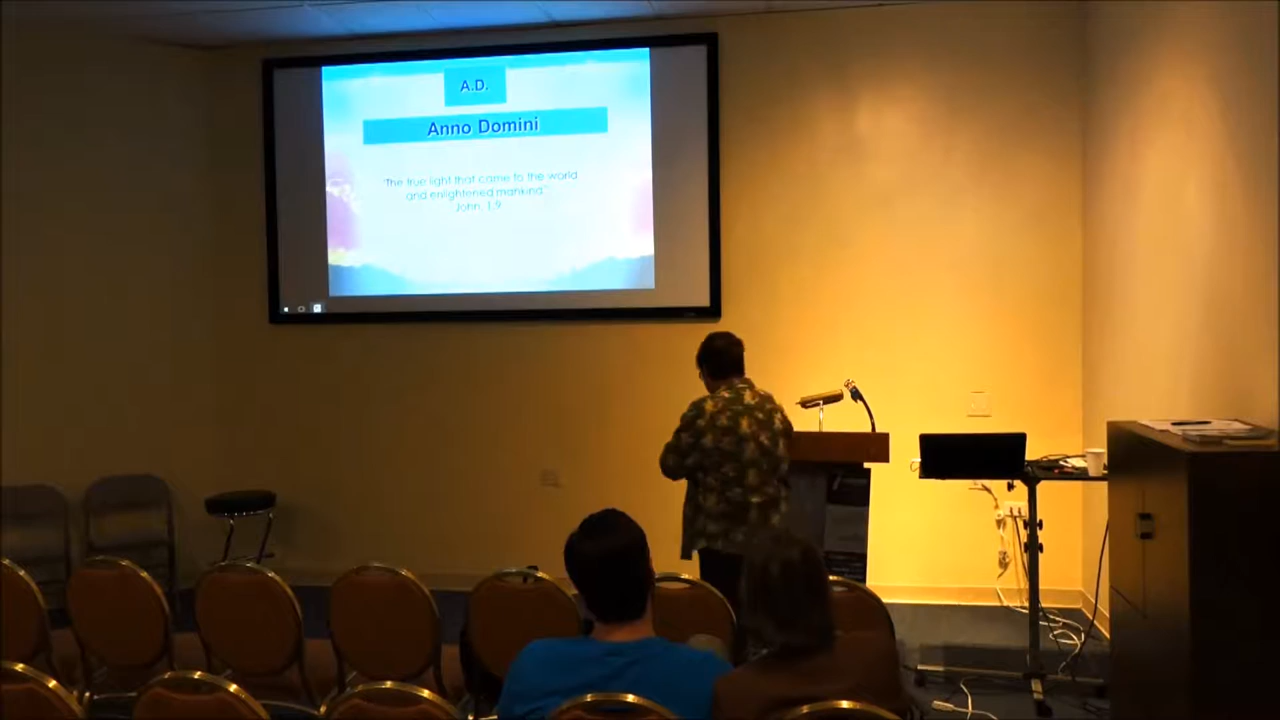 A.D.
Anno Domini
"The true light that came to the world
and enlightened mankind"
John. 1,9